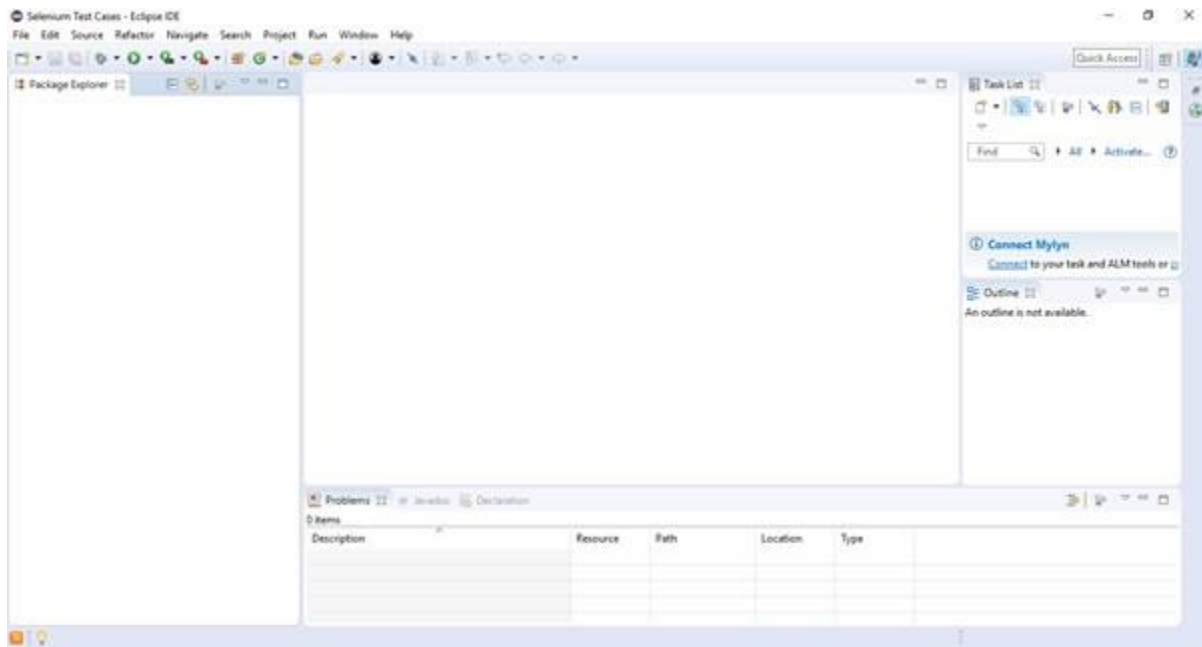 Selenium Test Cases - Eclipse IDE
File Edit Source Refactor Navigate Search Project Run Window Help
Quick Access
Package Explorer
Task List
Find
All
Activate...
Connect Mylyn
Connect to your task and ALM tools or
Outline
An outline is not available.
Problems Javadoc Declaration
0 items
Description Resource Path Location Type